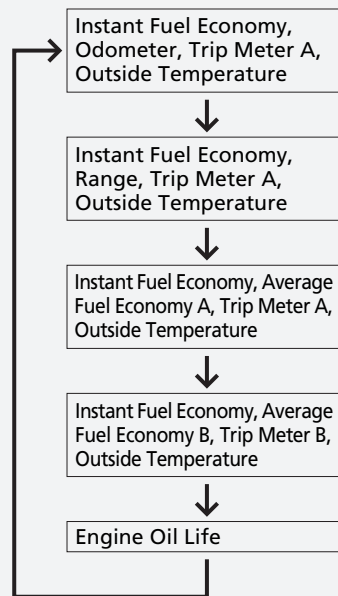 Instant Fuel Economy,
Odometer, Trip Meter A,
Outside Temperature
Instant Fuel Economy,
Range, Trip Meter A,
Outside Temperature
Instant Fuel Economy, Average
Fuel Economy A, Trip Meter A,
Outside Temperature
Instant Fuel Economy, Average
Fuel Economy B, Trip Meter B,
Outside Temperature
Engine Oil Life